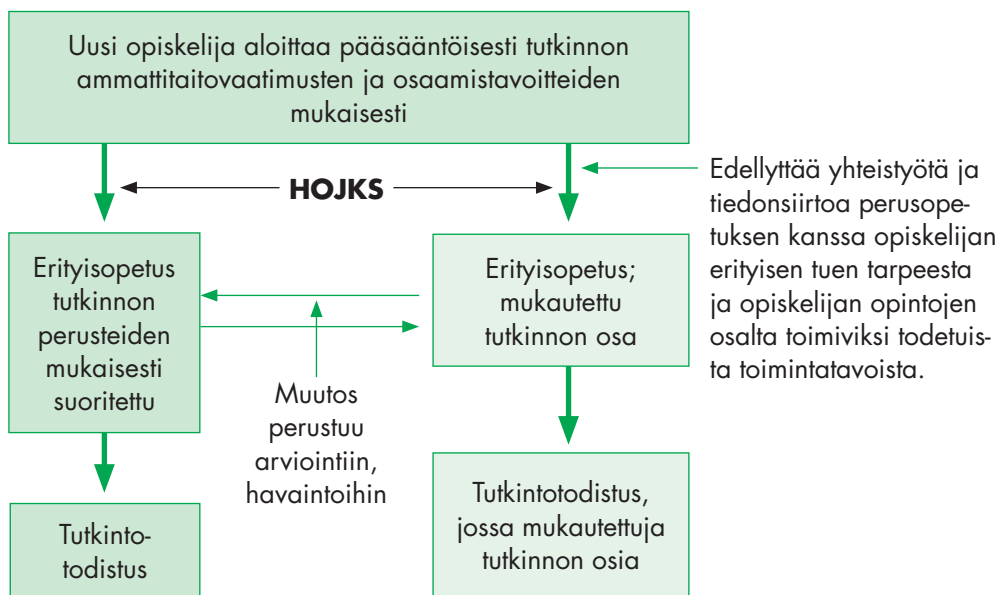 Uusi opiskelija aloittaa pääsääntöisesti tutkinnon
ammattitaitovaatimusten ja osaamistavoitteiden
mukaisesti
HOJKS
Edellyttää yhteistyötä ja
tiedonsiirtoa perusope-
tuksen kanssa opiskelijan
erityisen tuen tarpeesta
ja opiskelijan opintojen
osalta toimiviksi todetuis-
ta toimintatavoista.
Erityisopetus
tutkinnon
perusteiden
mukaisesti
suoritettu
Erityisopetus;
mukautettu
tutkinnon osa
Muutos
perustuu
arviointiin,
havaintoihin
Tutkinto-
todistus
Tutkintotodistus,
jossa mukautettuja
tutkinnon osia